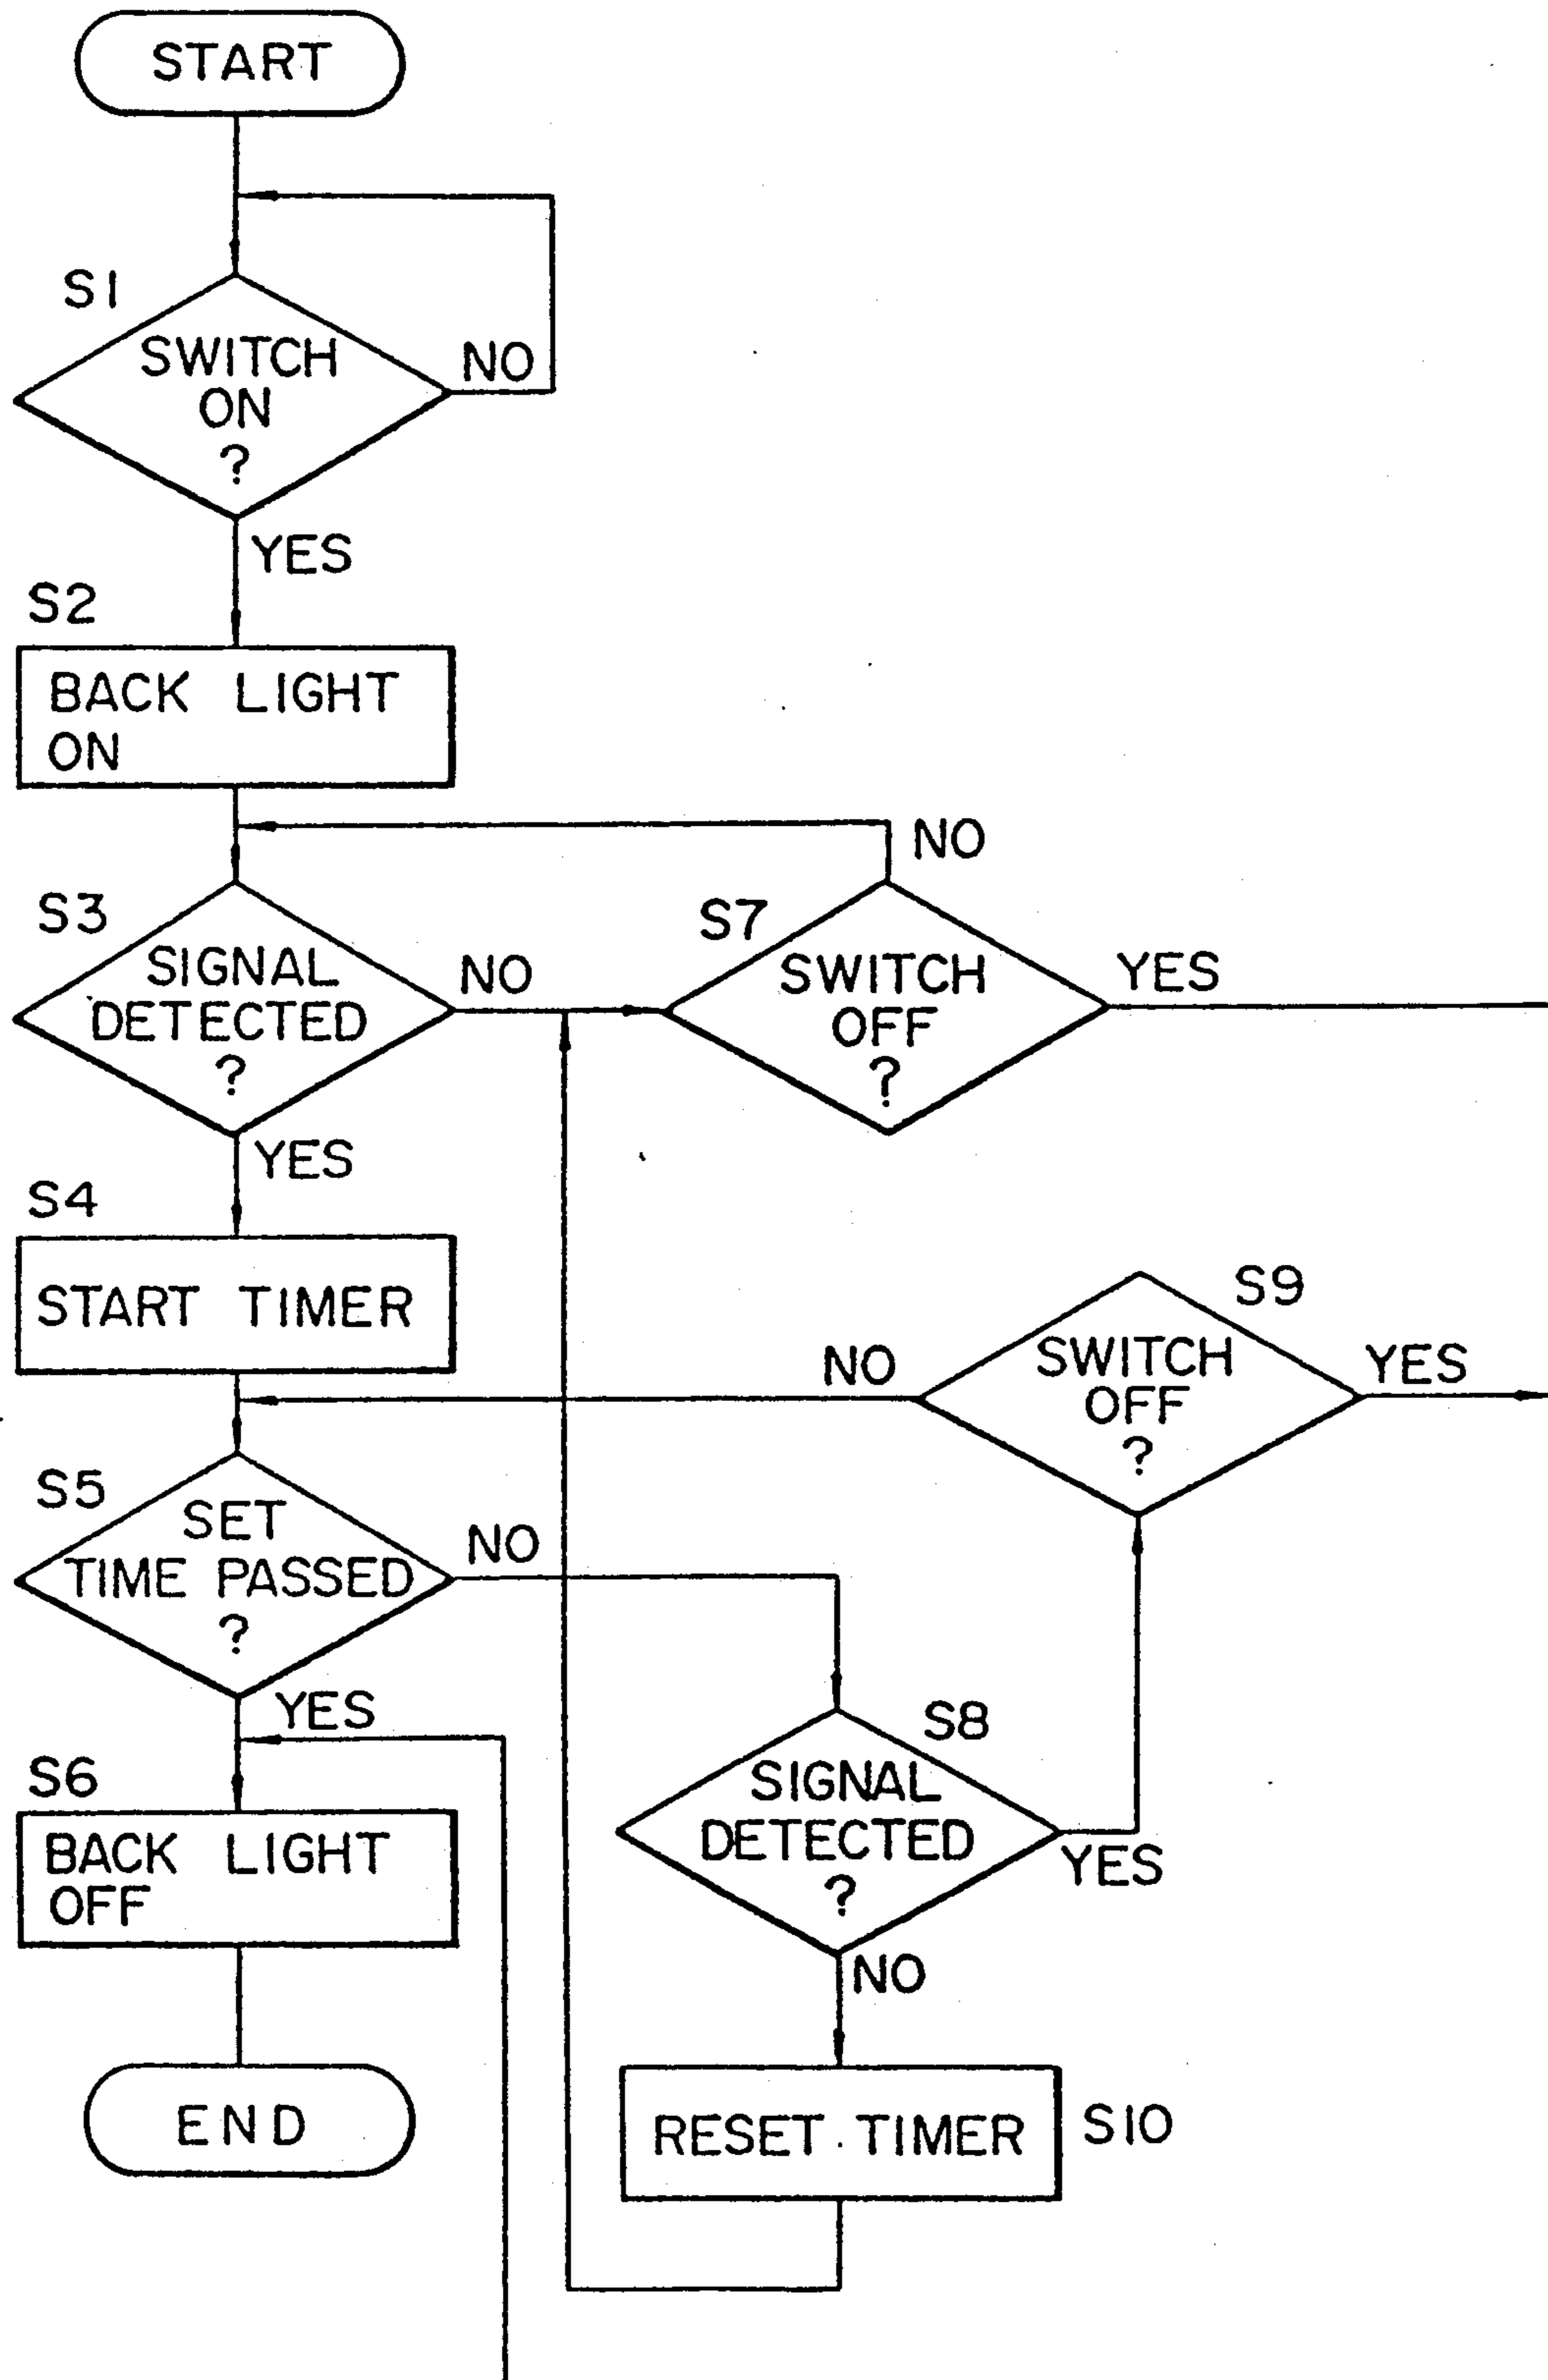 START
S1
SWITCH
ON
?
NO
YES
S2
BACK LIGHT
ON
S3
SIGNAL
DETECTED
?
NO
YES
S7
SWITCH
OFF
?
NO
YES
S4
START TIMER
S5
SET
TIME PASSED
?
NO
YES
S9
SWITCH
OFF
?
NO
YES
S8
SIGNAL
DETECTED
?
YES
NO
S6
BACK LIGHT
OFF
END
RESET TIMER
S10